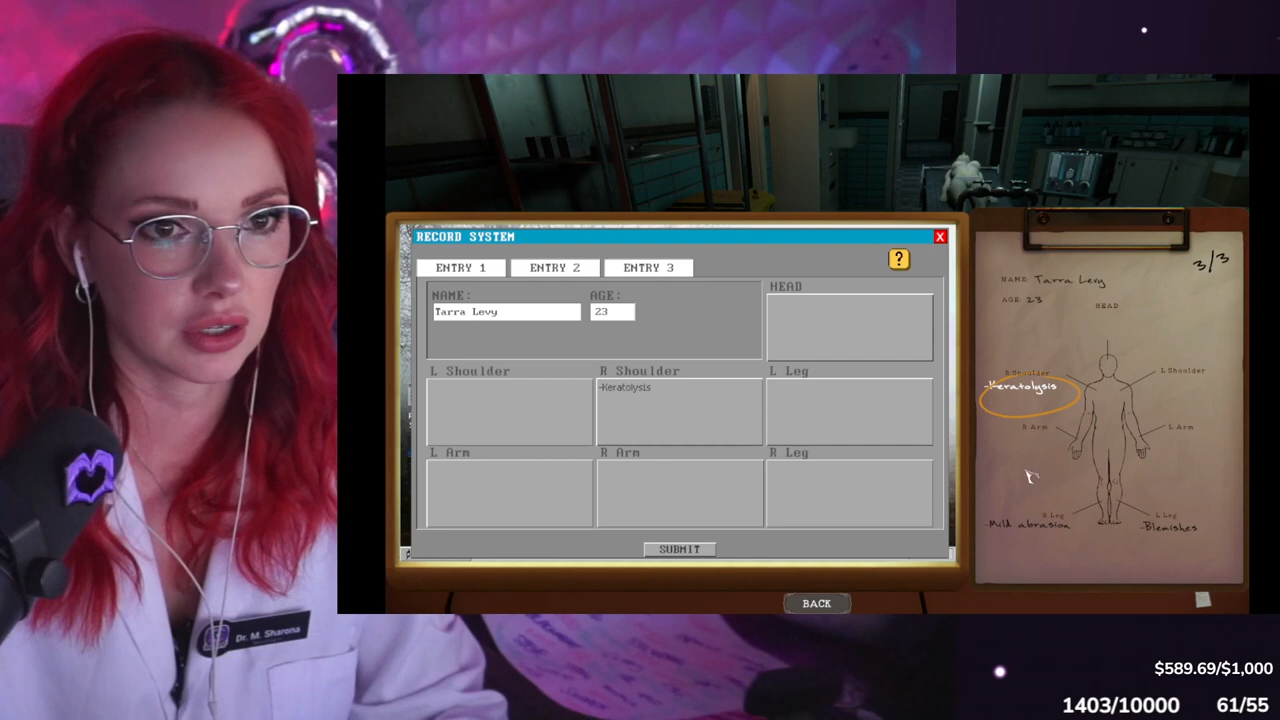 RECORD SYSTEM
X
ENTRY 1
ENTRY 2
ENTRY 3
?
NAME:
AGE:
HEAD
Tarra Levy
23
L Shoulder
R Shoulder
L Leg
-Keratolysis
L Arm
R Arm
R Leg
SUBMIT
BACK
3/3
NAME: Tarra Levy
AGE: 23
HEAD
R Shoulder
L Shoulder
-Keratolysis
R Arm
L Arm
R Leg
L Leg
-Mild abrasion
-Blemishes
Dr. M. Sharona
$589.69/$1,000
1403/10000
61/55